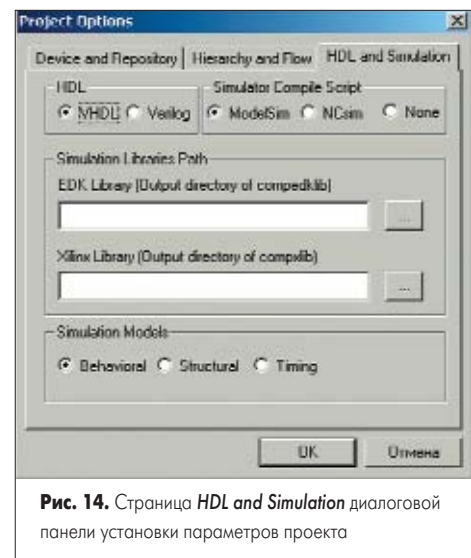 Project Options
Device and Repository | Hierarchy and Flow | HDL and Simulation
HDL
VHDL Verilog
Simulator Compile Script
ModelSim NCsim None
Simulation Libraries Path
EDK Library (Output directory of compedklib)
...
Xilinx Library (Output directory of compxlib)
...
Simulation Models
Behavioral Structural Timing
OK Отмена
Рис. 14. Страница HDL and Simulation диалоговой
панели установки параметров проекта